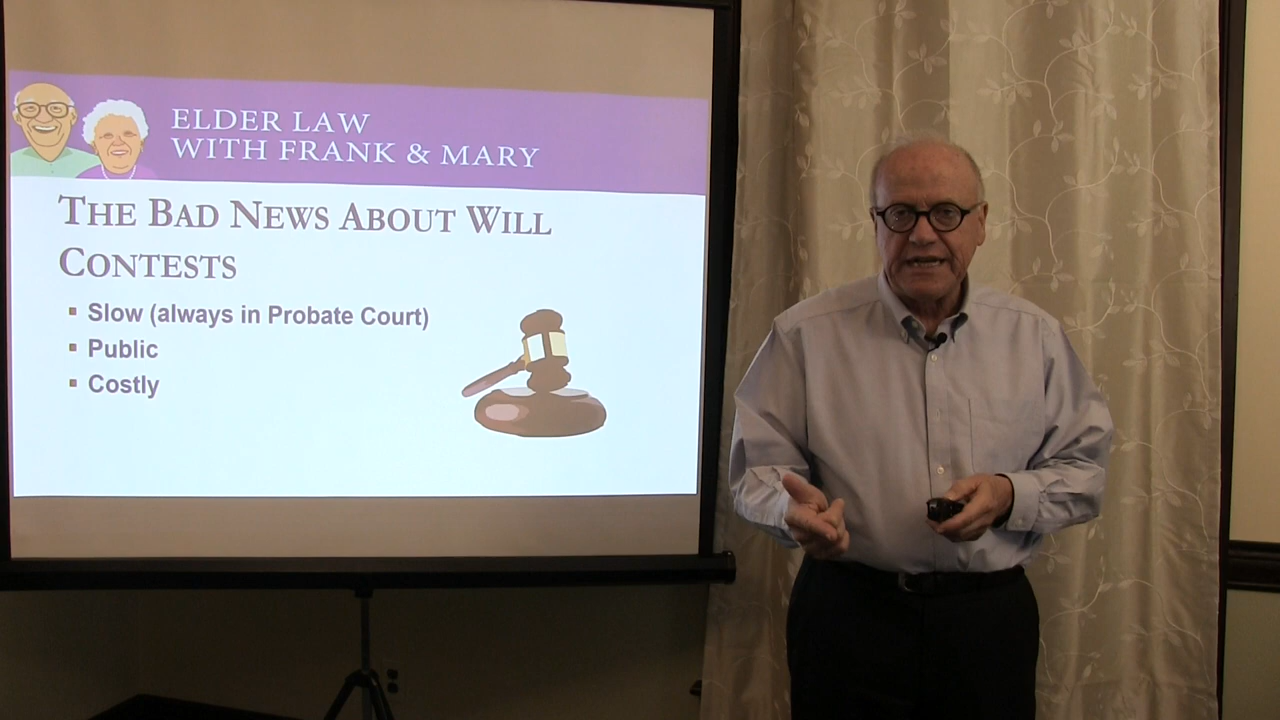 ELDER LAW
WITH FRANK & MARY
THE BAD NEWS ABOUT WILL
CONTESTS
Slow (always in Probate Court)
Public
Costly